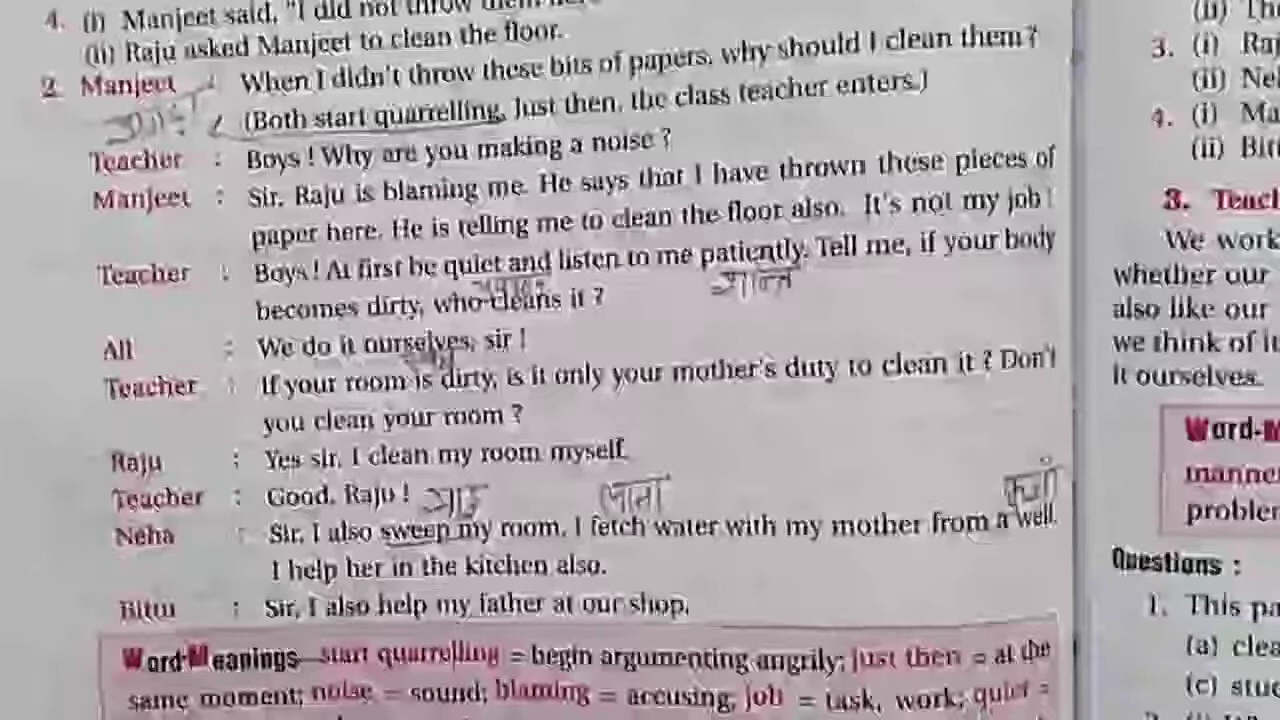 4. (i) Manjeet said, "I did not throw them here
(ii) Raju asked Manjeet to clean the floor.
2. Manjeet : When I didn't throw these bits of papers, why should I clean them?
(Both start quarrelling. Just then, the class teacher enters.)
Teacher : Boys ! Why are you making a noise ?
Manjeet : Sir, Raju is blaming me. He says that I have thrown these pieces of
paper here. He is telling me to clean the floor also. It's not my job !
Teacher : Boys ! At first be quiet and listen to me patiently. Tell me, if your body
शान्त
becomes dirty, who cleans it ?
All : We do it ourselves, sir !
Teacher : If your room is dirty, is it only your mother's duty to clean it ? Don't
you clean your room ?
Raju : Yes sir, I clean my room myself.
Teacher : Good, Raju !
लाना
Neha : Sir, I also sweep my room. I fetch water with my mother from a well.
I help her in the kitchen also.
Bittu : Sir, I also help my father at our shop.
Word-Meanings—start quarrelling = begin argumenting angrily; just then = at the
same moment; noise = sound; blaming = accusing; job = task, work; quiet =
3. (i) Raj
(ii) Neh
4. (i) Ma
(ii) Bitt
3. Teach
We work
whether our
also like our
we think of it
it ourselves.
Word-M
manne
problem
Questions :
1. This pa
(a) clea
(c) stud